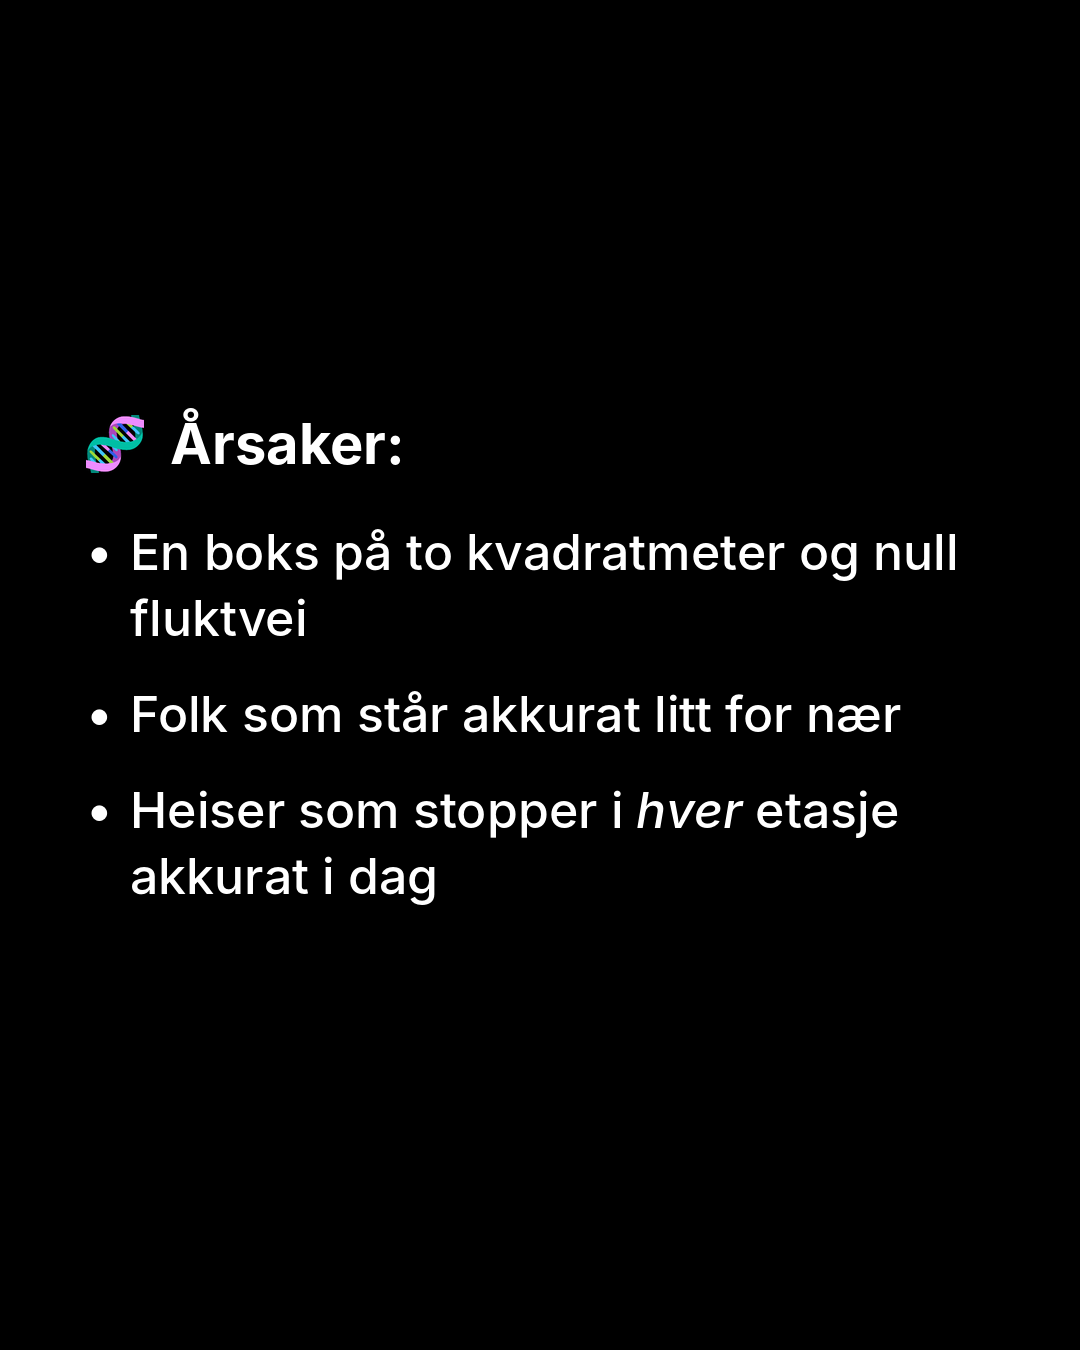 🧬 Årsaker:
• En boks på to kvadratmeter og null
fluktvei
• Folk som står akkurat litt for nær
• Heiser som stopper i hver etasje
akkurat i dag